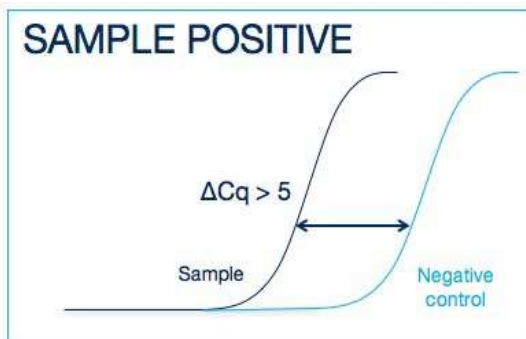 SAMPLE POSITIVE
ΔCq > 5
Sample
Negative
control